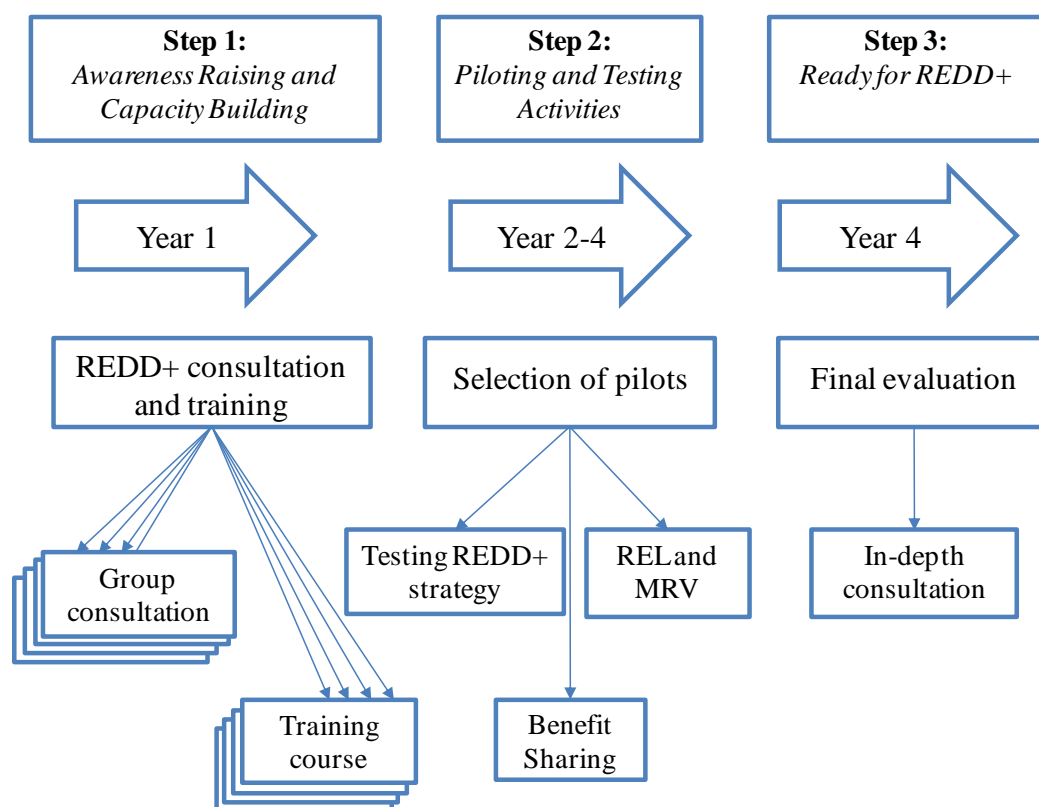 Step 1:
Awareness Raising and
Capacity Building
Step 2:
Piloting and Testing
Activities
Step 3:
Ready for REDD+
Year 1
Year 2-4
Year 4
REDD+ consultation
and training
Selection of pilots
Final evaluation
Group
consultation
Testing REDD+
strategy
RELand
MRV
In-depth
consultation
Training
course
Benefit
Sharing